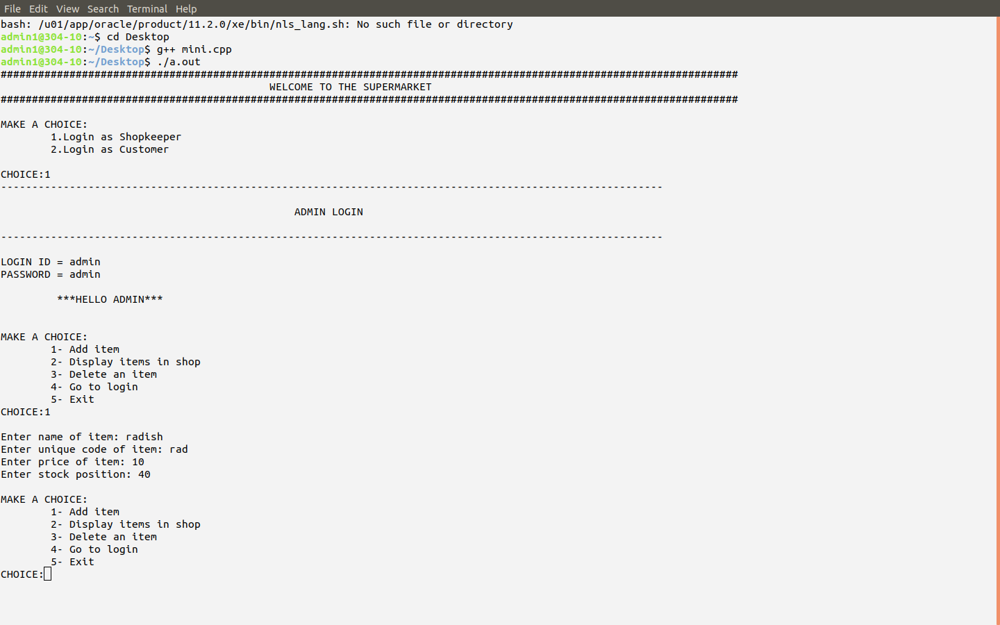 File Edit View Search Terminal Help
bash: /u01/app/oracle/product/11.2.0/xe/bin/nls_lang.sh: No such file or directory
admin1@304-10:~$ cd Desktop
admin1@304-10:~/Desktop$ g++ mini.cpp
admin1@304-10:~/Desktop$ ./a.out
######################################################################################################################
WELCOME TO THE SUPERMARKET
######################################################################################################################
MAKE A CHOICE:
1.Login as Shopkeeper
2.Login as Customer
CHOICE:1
----------------------------------------------------------------------------------------------------------
ADMIN LOGIN
----------------------------------------------------------------------------------------------------------
LOGIN ID = admin
PASSWORD = admin
***HELLO ADMIN***
MAKE A CHOICE:
1- Add item
2- Display items in shop
3- Delete an item
4- Go to login
5- Exit
CHOICE:1
Enter name of item: radish
Enter unique code of item: rad
Enter price of item: 10
Enter stock position: 40
MAKE A CHOICE:
1- Add item
2- Display items in shop
3- Delete an item
4- Go to login
5- Exit
CHOICE: